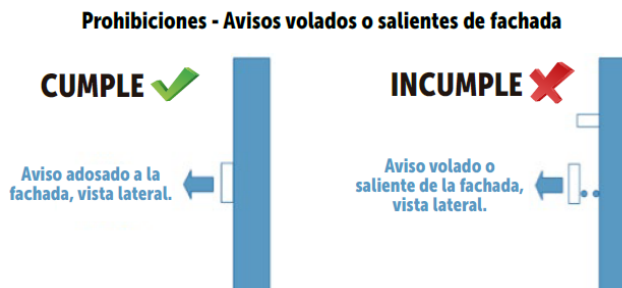 Prohibiciones - Avisos volados o salientes de fachada
CUMPLE
Aviso adosado a la
fachada, vista lateral.
INCUMPLE
Aviso volado o
saliente de la fachada,
vista lateral.